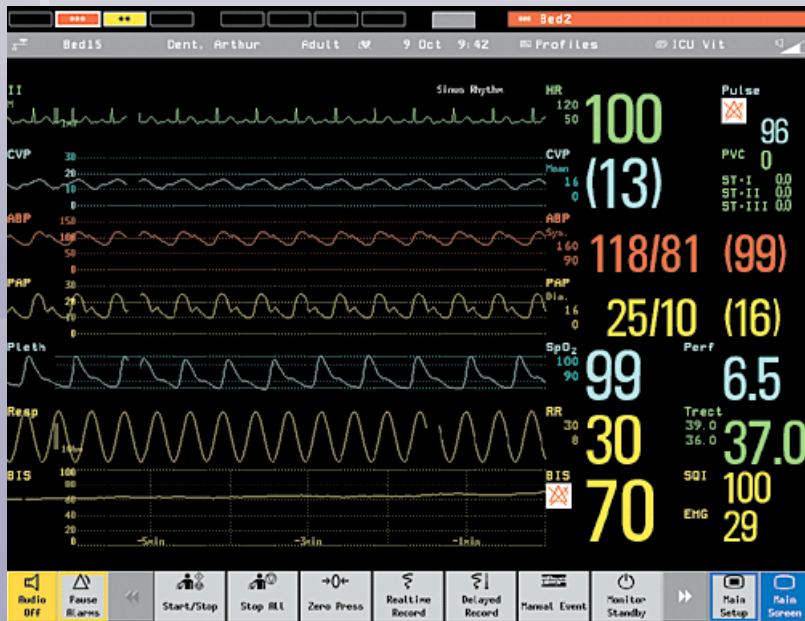 *** ** *** Bed2
Bed15 Dent. Arthur Adult 9 Oct 9:42 Profiles ICU Vit
II
M
1mV
Sinus Rhythm
HR
120
50
100
Pulse
96
PVC 0
ST-I 0.0
ST-II 0.0
ST-III 0.0
CVP
30
20
10
0
CVP
Mean
16
0
(13)
ABP
150
100
50
0
ABP
Sys.
160
90
118/81 (99)
PAP
30
20
10
0
PAP
Dia.
16
0
25/10 (16)
Pleth
SpO₂
100
90
99
Perf
6.5
Resp
RR
30
8
30
Trect
39.0
36.0
37.0
BIS
100
80
60
40
20
0
-5min
-3min
-1min
BIS
70
SQI
100
EMG
29
Audio Off
Pause Alarms
Start/Stop
Stop All
→0← Zero Press
Realtime Record
Delayed Record
Manual Event
Monitor Standby
Main Setup
Main Screen